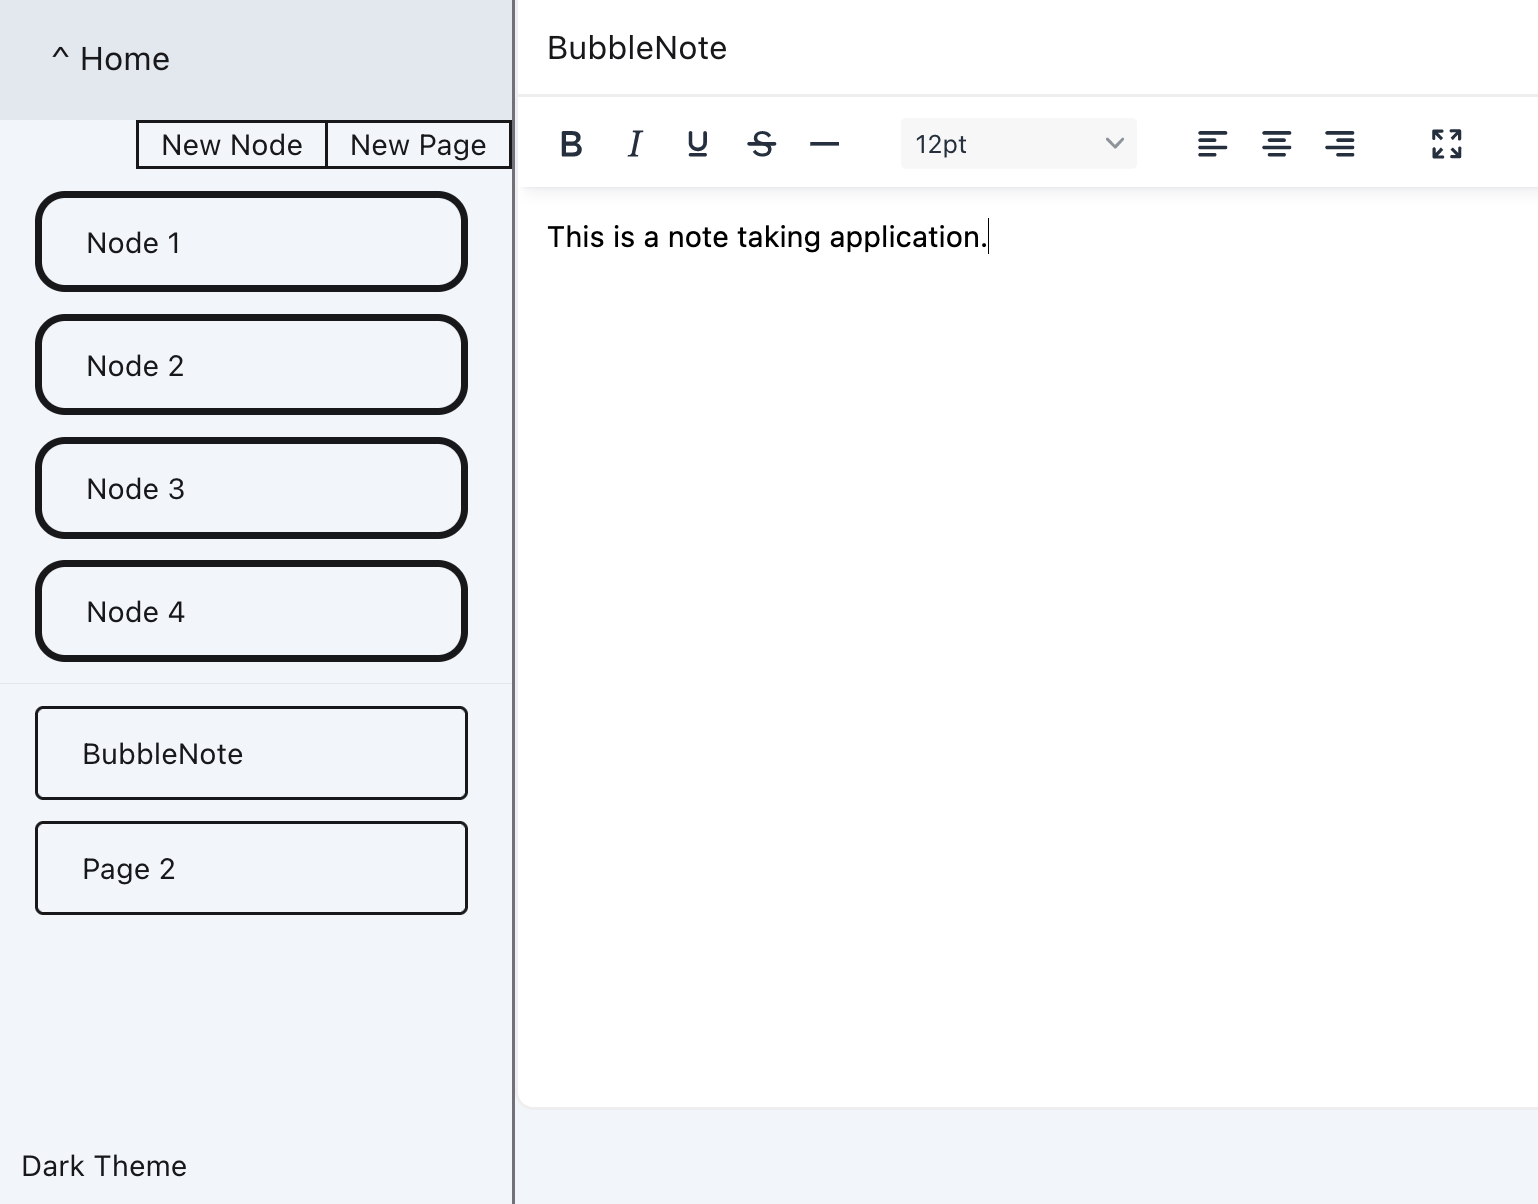 ^ Home
New Node
New Page
Node 1
Node 2
Node 3
Node 4
BubbleNote
Page 2
Dark Theme
BubbleNote
B I U S —
12pt
This is a note taking application.